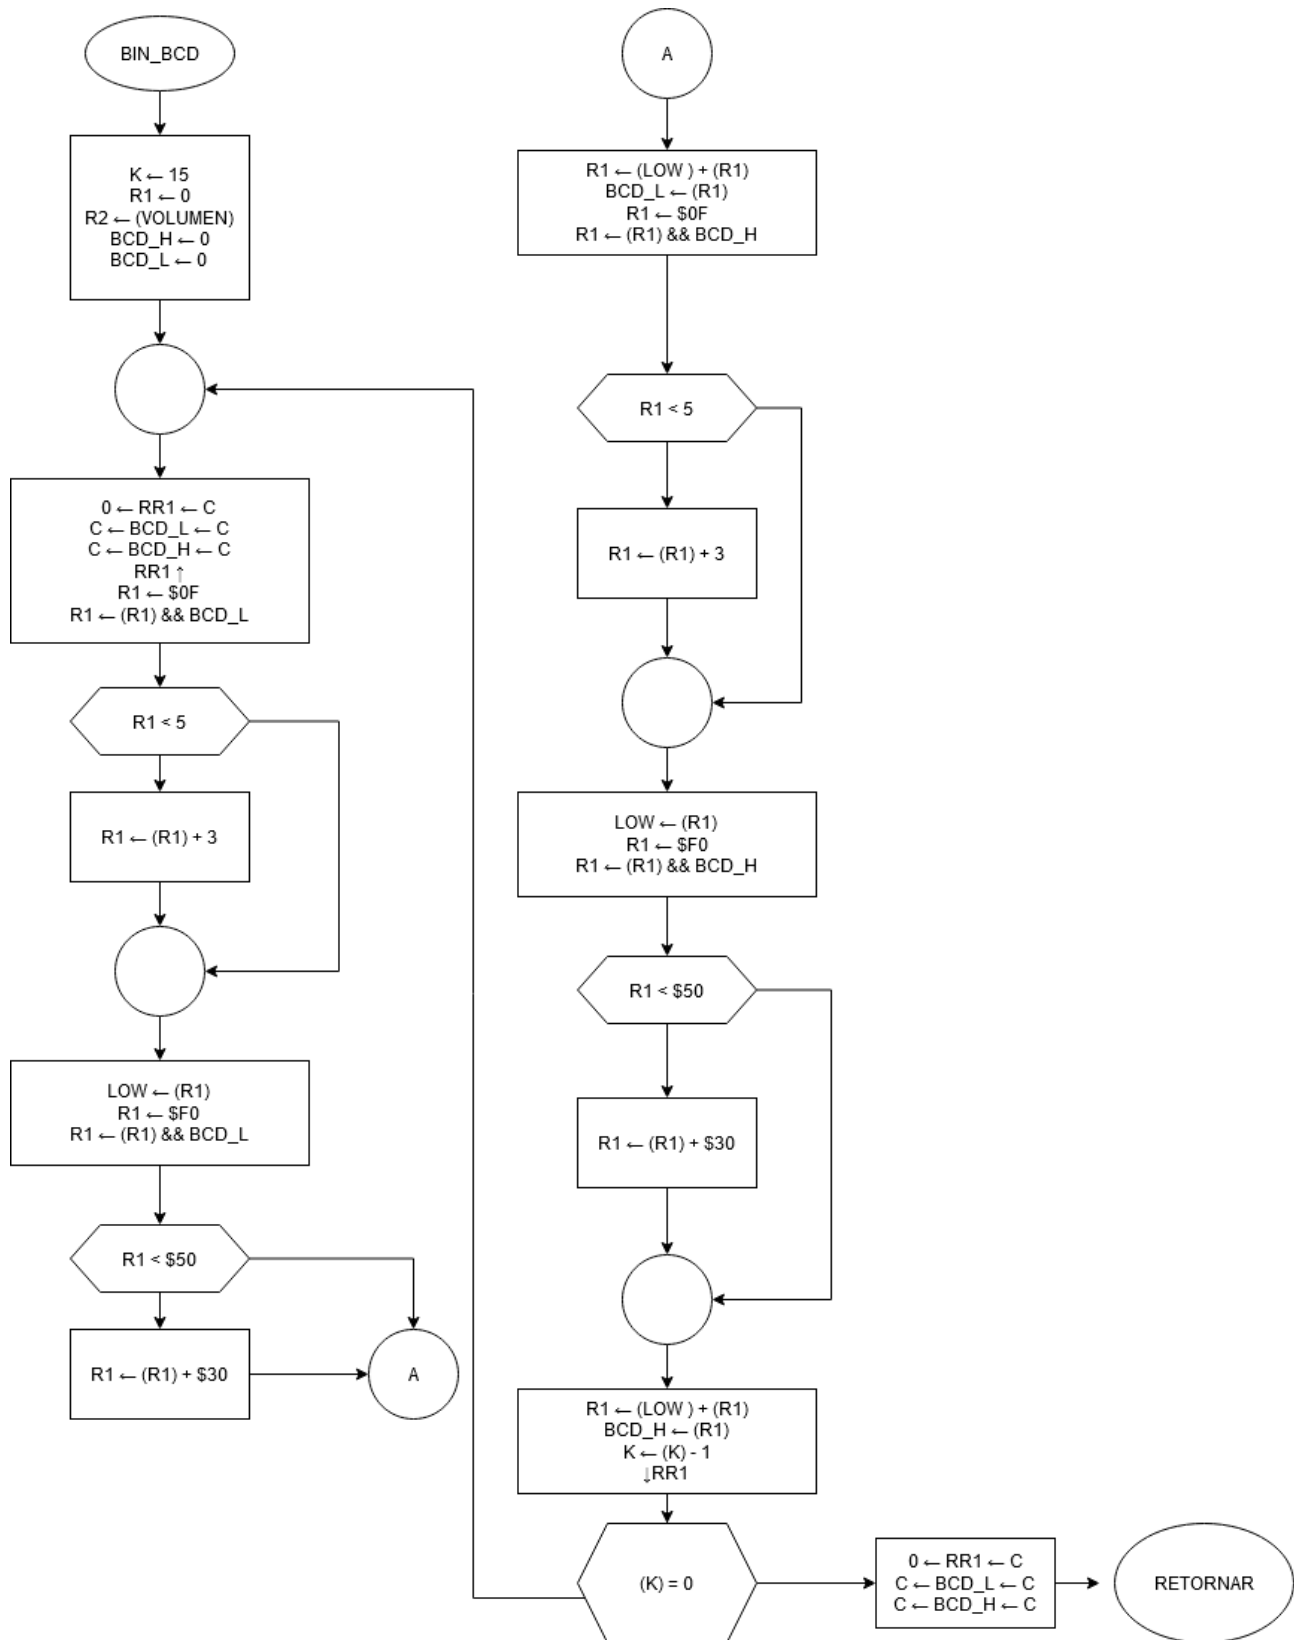 BIN_BCD
K ← 15
R1 ← 0
R2 ← (VOLUMEN)
BCD_H ← 0
BCD_L ← 0
0 ← RR1 ← C
C ← BCD_L ← C
C ← BCD_H ← C
RR1 ↑
R1 ← $0F
R1 ← (R1) && BCD_L
R1 < 5
R1 ← (R1) + 3
LOW ← (R1)
R1 ← $F0
R1 ← (R1) && BCD_L
R1 < $50
R1 ← (R1) + $30
A
A
R1 ← (LOW ) + (R1)
BCD_L ← (R1)
R1 ← $0F
R1 ← (R1) && BCD_H
R1 < 5
R1 ← (R1) + 3
LOW ← (R1)
R1 ← $F0
R1 ← (R1) && BCD_H
R1 < $50
R1 ← (R1) + $30
R1 ← (LOW ) + (R1)
BCD_H ← (R1)
K ← (K) - 1
↓RR1
(K) = 0
0 ← RR1 ← C
C ← BCD_L ← C
C ← BCD_H ← C
RETORNAR